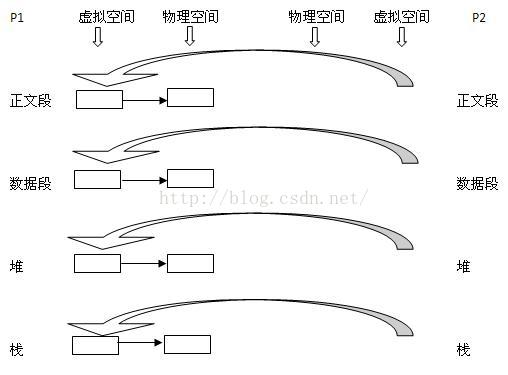 P1 虚拟空间 物理空间 物理空间 虚拟空间 P2
正文段 正文段
数据段 数据段
http://blog.csdn.net/
堆 堆
栈 栈